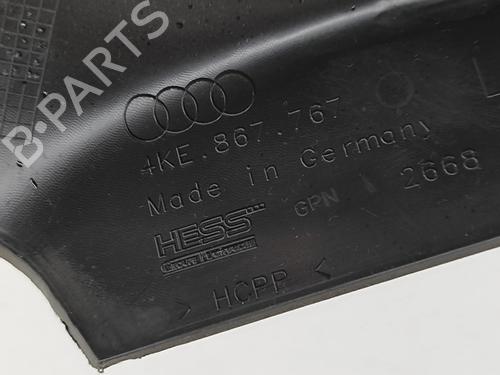 B-PARTS
4KE.867.767
Made in Germany
HESS
GPN 2668
> HCPP <
L